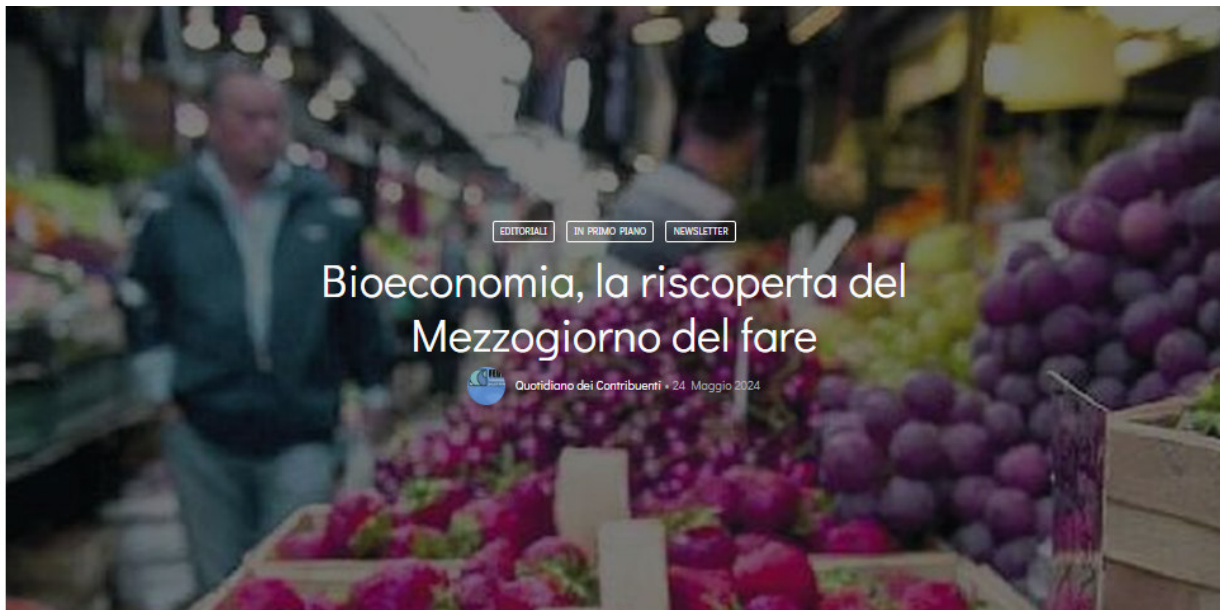 EDITORIALI IN PRIMO PIANO NEWSLETTER
Bioeconomia, la riscoperta del
Mezzogiorno del fare
Quotidiano dei Contribuenti • 24 Maggio 2024